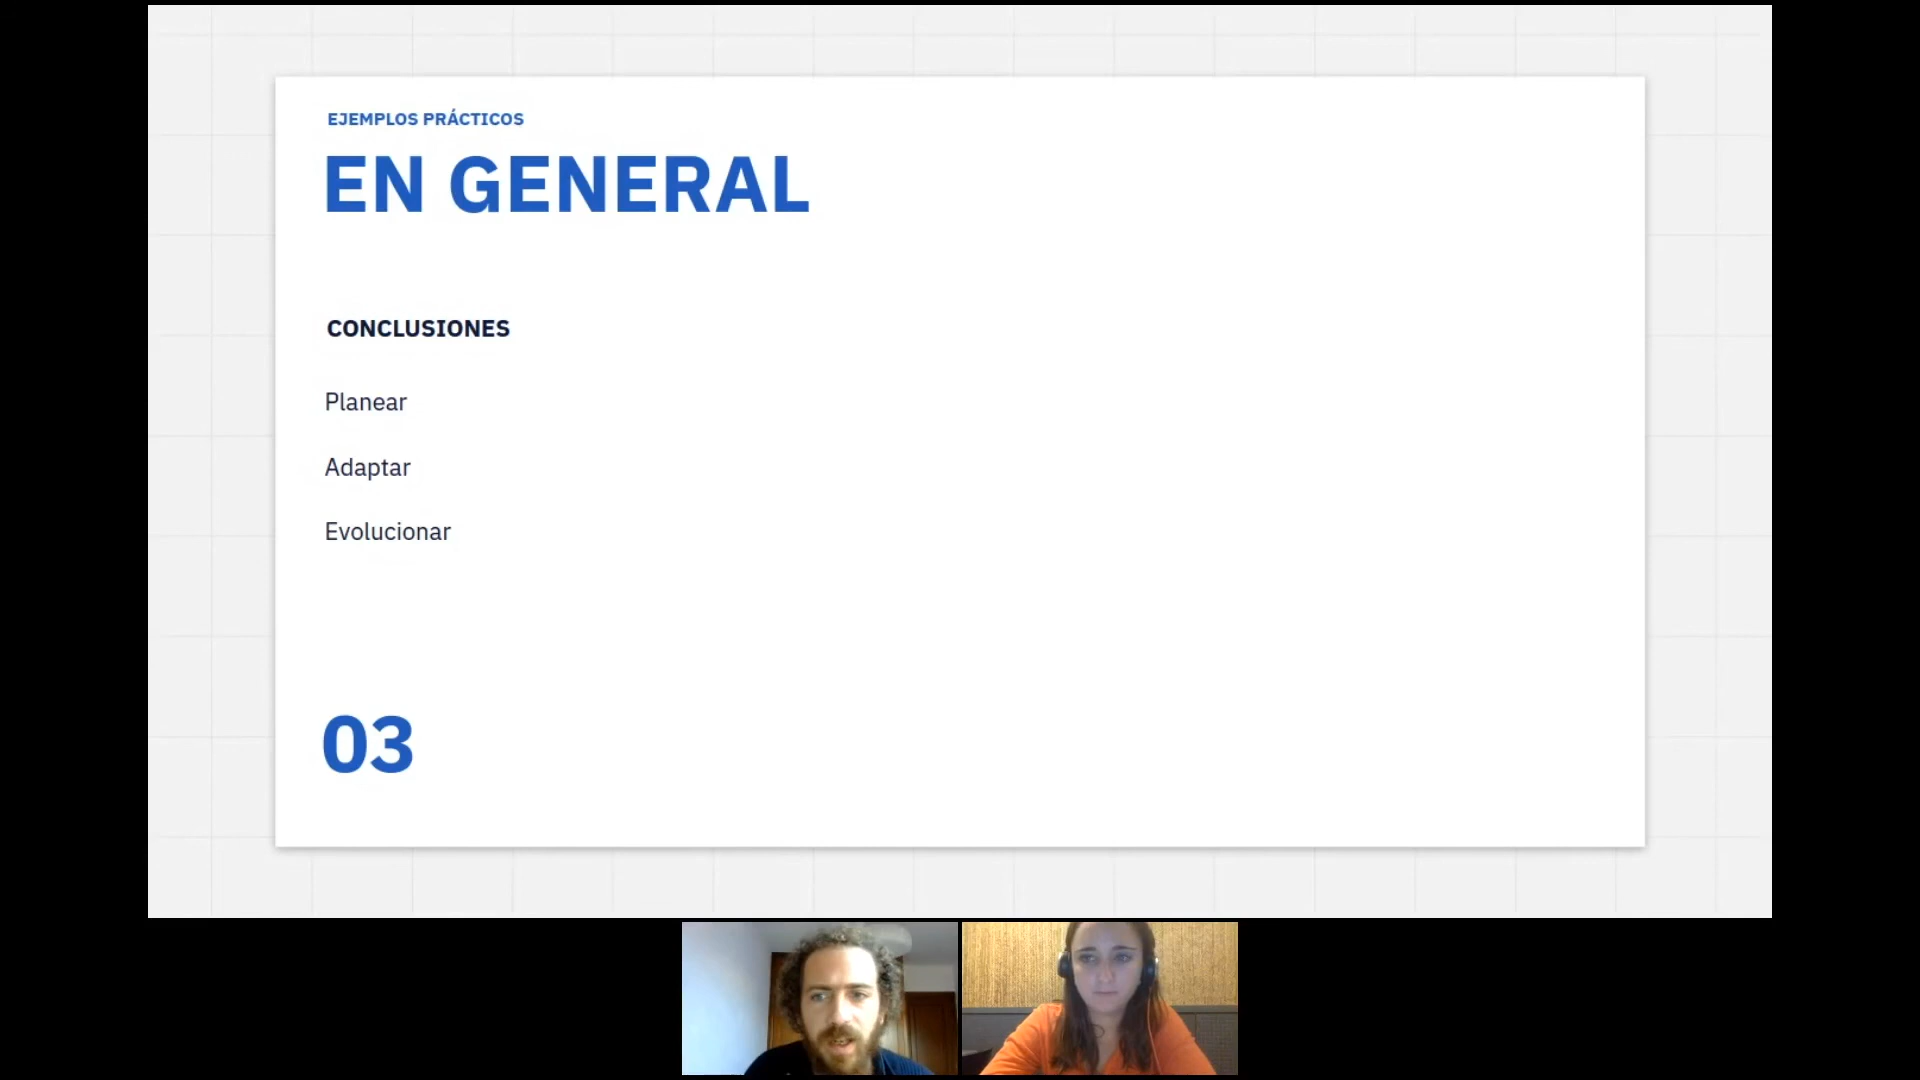 EJEMPLOS PRÁCTICOS
EN GENERAL
CONCLUSIONES
Planear
Adaptar
Evolucionar
03